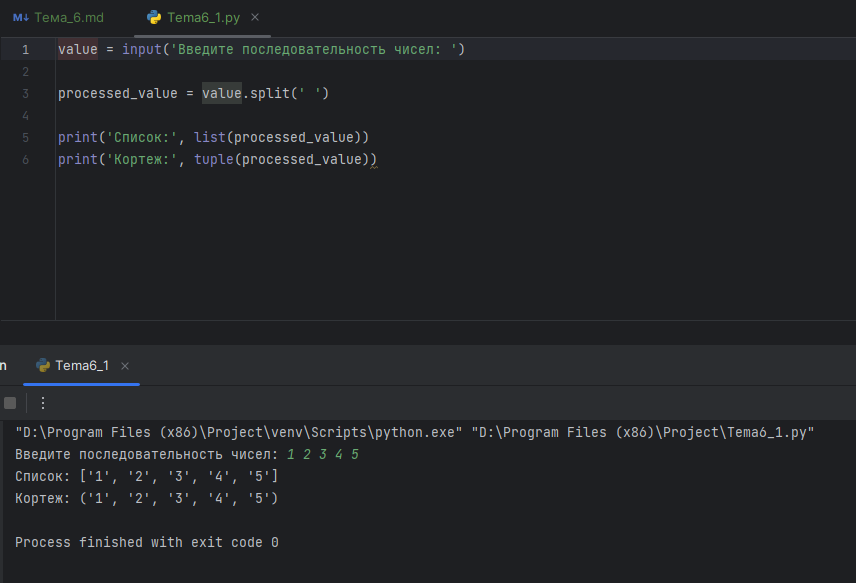 M↓ Тема_6.md Tema6_1.py ×
1 value = input('Введите последовательность чисел: ')
2
3 processed_value = value.split(' ')
4
5 print('Список:', list(processed_value))
6 print('Кортеж:', tuple(processed_value))
n Tema6_1 ×
"D:\Program Files (x86)\Project\venv\Scripts\python.exe" "D:\Program Files (x86)\Project\Tema6_1.py"
Введите последовательность чисел: 1 2 3 4 5
Список: ['1', '2', '3', '4', '5']
Кортеж: ('1', '2', '3', '4', '5')
Process finished with exit code 0